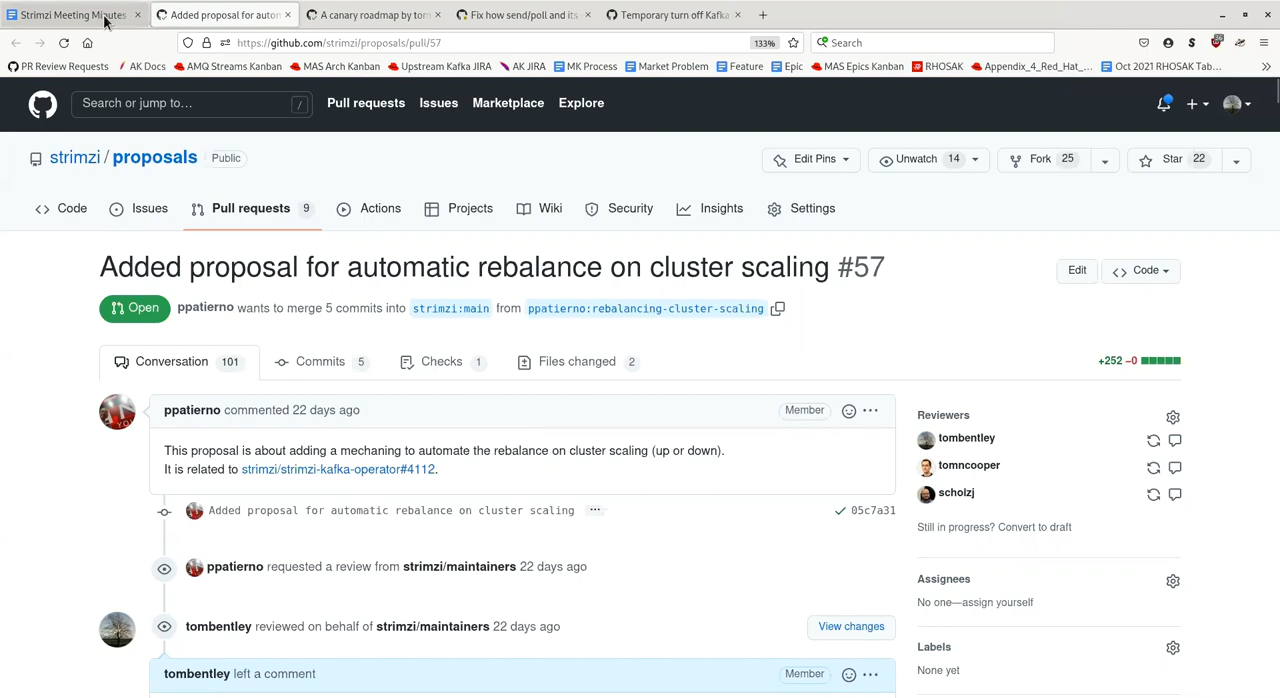 Strimzi Meeting Minutes
Added proposal for autom
A canary roadmap by tom
Fix how send/poll and its
Temporary turn off Kafka
https://github.com/strimzi/proposals/pull/57
133%
Search
PR Review Requests
AK Docs
AMQ Streams Kanban
MAS Arch Kanban
Upstream Kafka JIRA
AK JIRA
MK Process
Market Problem
Feature
Epic
MAS Epics Kanban
RHOSAK
Appendix_4_Red_Hat_…
Oct 2021 RHOSAK Tab…
Search or jump to…
/
Pull requests
Issues
Marketplace
Explore
strimzi / proposals
Public
Edit Pins
Unwatch 14
Fork 25
Star 22
Code
Issues
Pull requests 9
Actions
Projects
Wiki
Security
Insights
Settings
Added proposal for automatic rebalance on cluster scaling #57
Edit
Code
Open
ppatierno wants to merge 5 commits into strimzi:main from ppatierno:rebalancing-cluster-scaling
Conversation 101
Commits 5
Checks 1
Files changed 2
+252 −0
ppatierno commented 22 days ago
Member
This proposal is about adding a mechaning to automate the rebalance on cluster scaling (up or down).
It is related to strimzi/strimzi-kafka-operator#4112.
Added proposal for automatic rebalance on cluster scaling
05c7a31
ppatierno requested a review from strimzi/maintainers 22 days ago
tombentley reviewed on behalf of strimzi/maintainers 22 days ago
View changes
tombentley left a comment
Member
Reviewers
tombentley
tomncooper
scholzj
Still in progress? Convert to draft
Assignees
No one—assign yourself
Labels
None yet